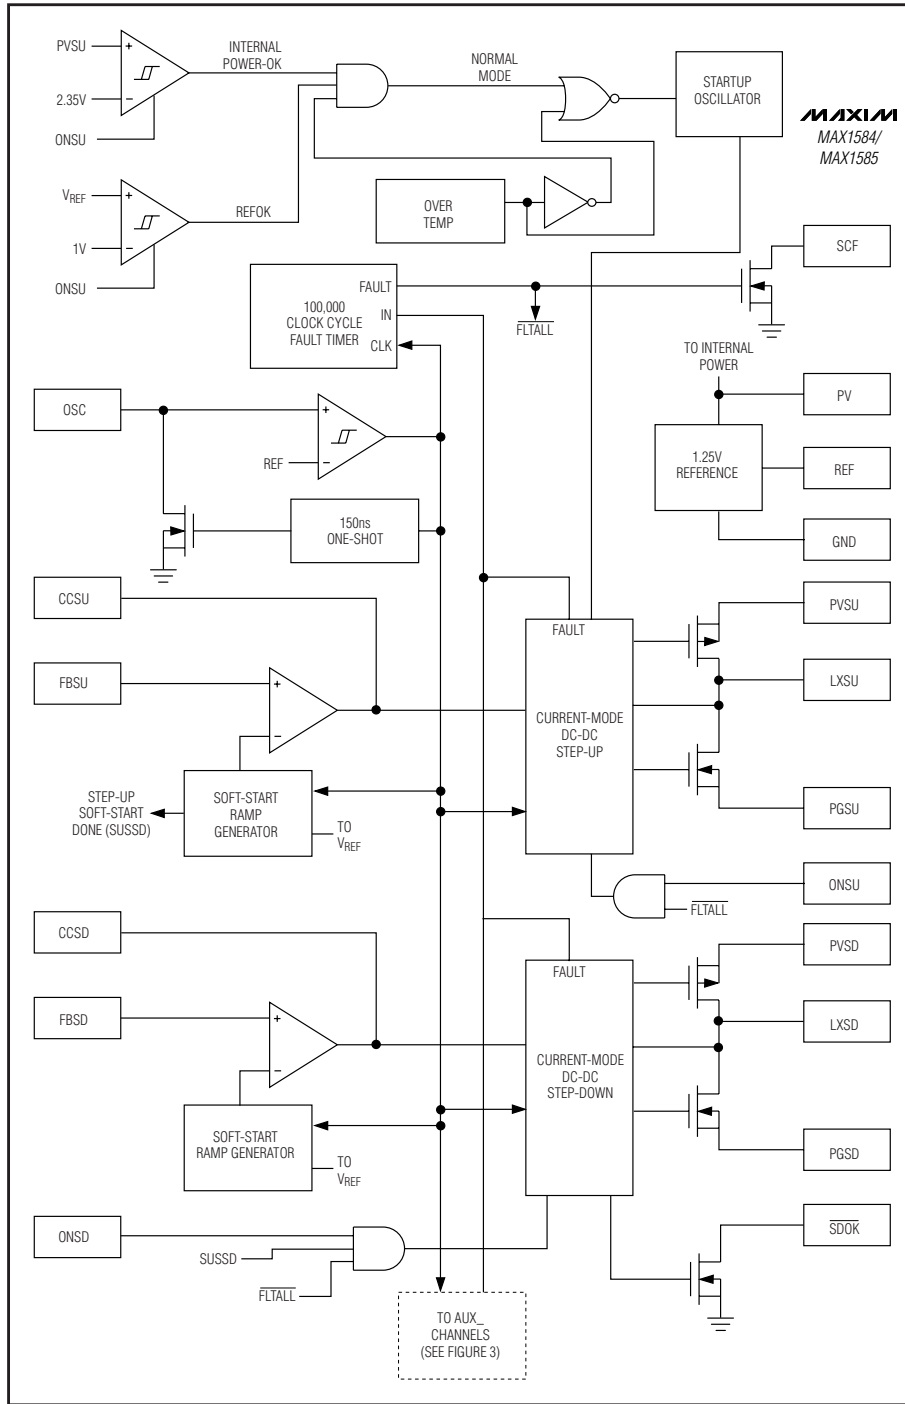 PVSU
+
INTERNAL
POWER-OK
2.35V
−
ONSU
NORMAL
MODE
STARTUP
OSCILLATOR
MAXIM
MAX1584/
MAX1585
VREF
+
REFOK
1V
−
ONSU
OVER
TEMP
SCF
FAULT
100,000
CLOCK CYCLE
FAULT TIMER
IN
CLK
FLTALL
TO INTERNAL
POWER
OSC
+
REF
−
PV
1.25V
REFERENCE
REF
GND
150ns
ONE-SHOT
CCSU
FBSU
+
−
FAULT
CURRENT-MODE
DC-DC
STEP-UP
PVSU
LXSU
PGSU
STEP-UP
SOFT-START
DONE (SUSSD)
SOFT-START
RAMP
GENERATOR
TO
VREF
ONSU
FLTALL
CCSD
FBSD
+
−
FAULT
CURRENT-MODE
DC-DC
STEP-DOWN
PVSD
LXSD
PGSD
SOFT-START
RAMP GENERATOR
TO
VREF
ONSD
SUSSD
FLTALL
SDOK
TO AUX_
CHANNELS
(SEE FIGURE 3)